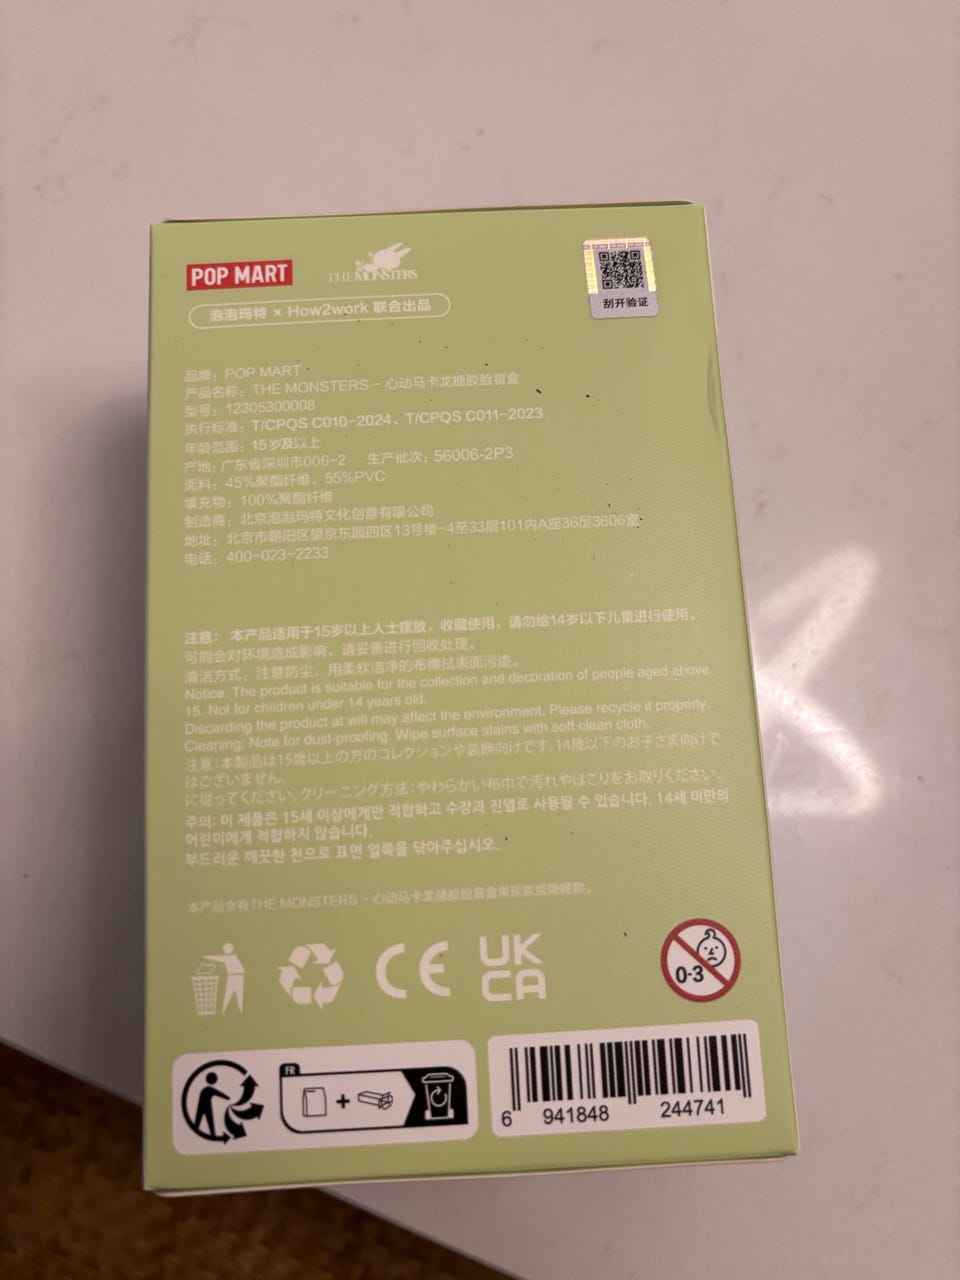 POP MART
THE MONSTERS
泡泡玛特 × How2work 联合出品
刮开验证
品牌：POP MART
产品名称：THE MONSTERS - 心动马卡龙搪胶脸盲盒
型号：12305300008
执行标准：T/CPQS C010-2024、T/CPQS C011-2023
年龄范围：15岁及以上
产地：广东省深圳市006-2 生产批次：56006-2P3
面料：45%聚酯纤维、55%PVC
填充物：100%聚酯纤维
制造商：北京泡泡玛特文化创意有限公司
地址：北京市朝阳区望京东园四区13号楼-4至33层101内A座36层3606室
电话：400-023-2233
注意：本产品适用于15岁以上人士摆放，收藏使用，请勿给14岁以下儿童进行使用。
可能会对环境造成影响，请妥善进行回收处理。
清洁方式：注意防尘，用柔软洁净的布擦拭表面污迹。
Notice: The product is suitable for the collection and decoration of people aged above
15. Not for children under 14 years old.
Discarding the product at will may affect the environment. Please recycle it properly.
Cleaning: Note for dust-proofing. Wipe surface stains with soft clean cloth.
注意：本製品は15歳以上の方のコレクションや装飾向けです。14歳以下のお子さま向けで
はございません。
に従ってください。クリーニング方法：やわらかい布巾で汚れやほこりをお取りください。
주의: 이 제품은 15세 이상에게만 적합하고 수장과 진열로 사용될 수 있습니다. 14세 미만의
어린이에게 적합하지 않습니다.
부드러운 깨끗한 천으로 표면 얼룩을 닦아주십시오.
本产品含有THE MONSTERS - 心动马卡龙搪胶脸盲盒常规款或隐藏款。
CE
UK
CA
0-3
FR
6 941848 244741